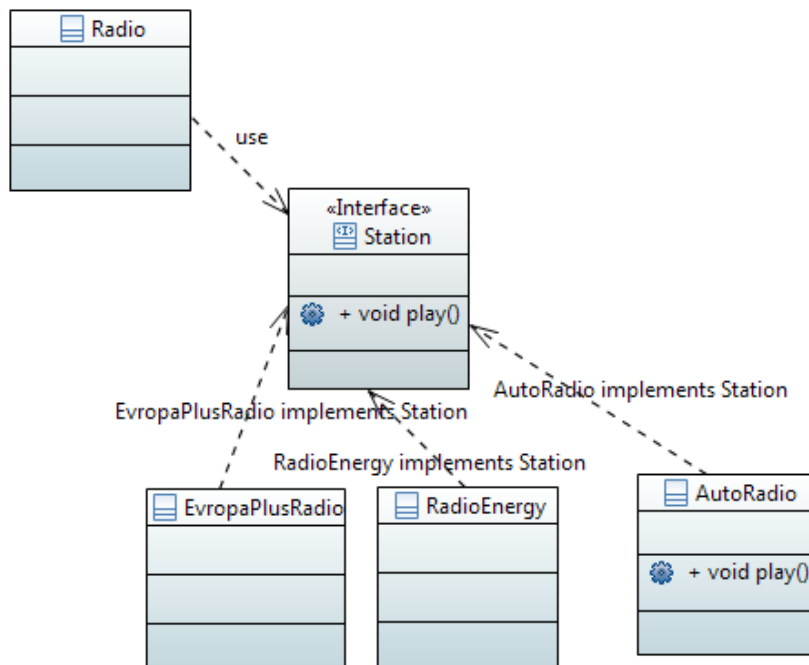 Radio
use
«Interface»
Station
+ void play()
AutoRadio implements Station
EvropaPlusRadio implements Station
RadioEnergy implements Station
EvropaPlusRadio
RadioEnergy
AutoRadio
+ void play()